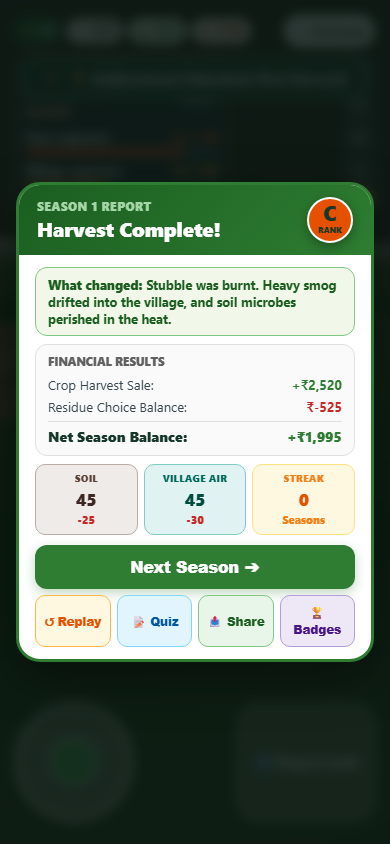 SEASON 1 REPORT
Harvest Complete!
C
RANK
What changed: Stubble was burnt. Heavy smog
drifted into the village, and soil microbes
perished in the heat.
FINANCIAL RESULTS
Crop Harvest Sale: +₹2,520
Residue Choice Balance: ₹-525
Net Season Balance: +₹1,995
SOIL
45
-25
VILLAGE AIR
45
-30
STREAK
0
Seasons
Next Season ➔
↺ Replay
📝 Quiz
📤 Share
🏆
Badges